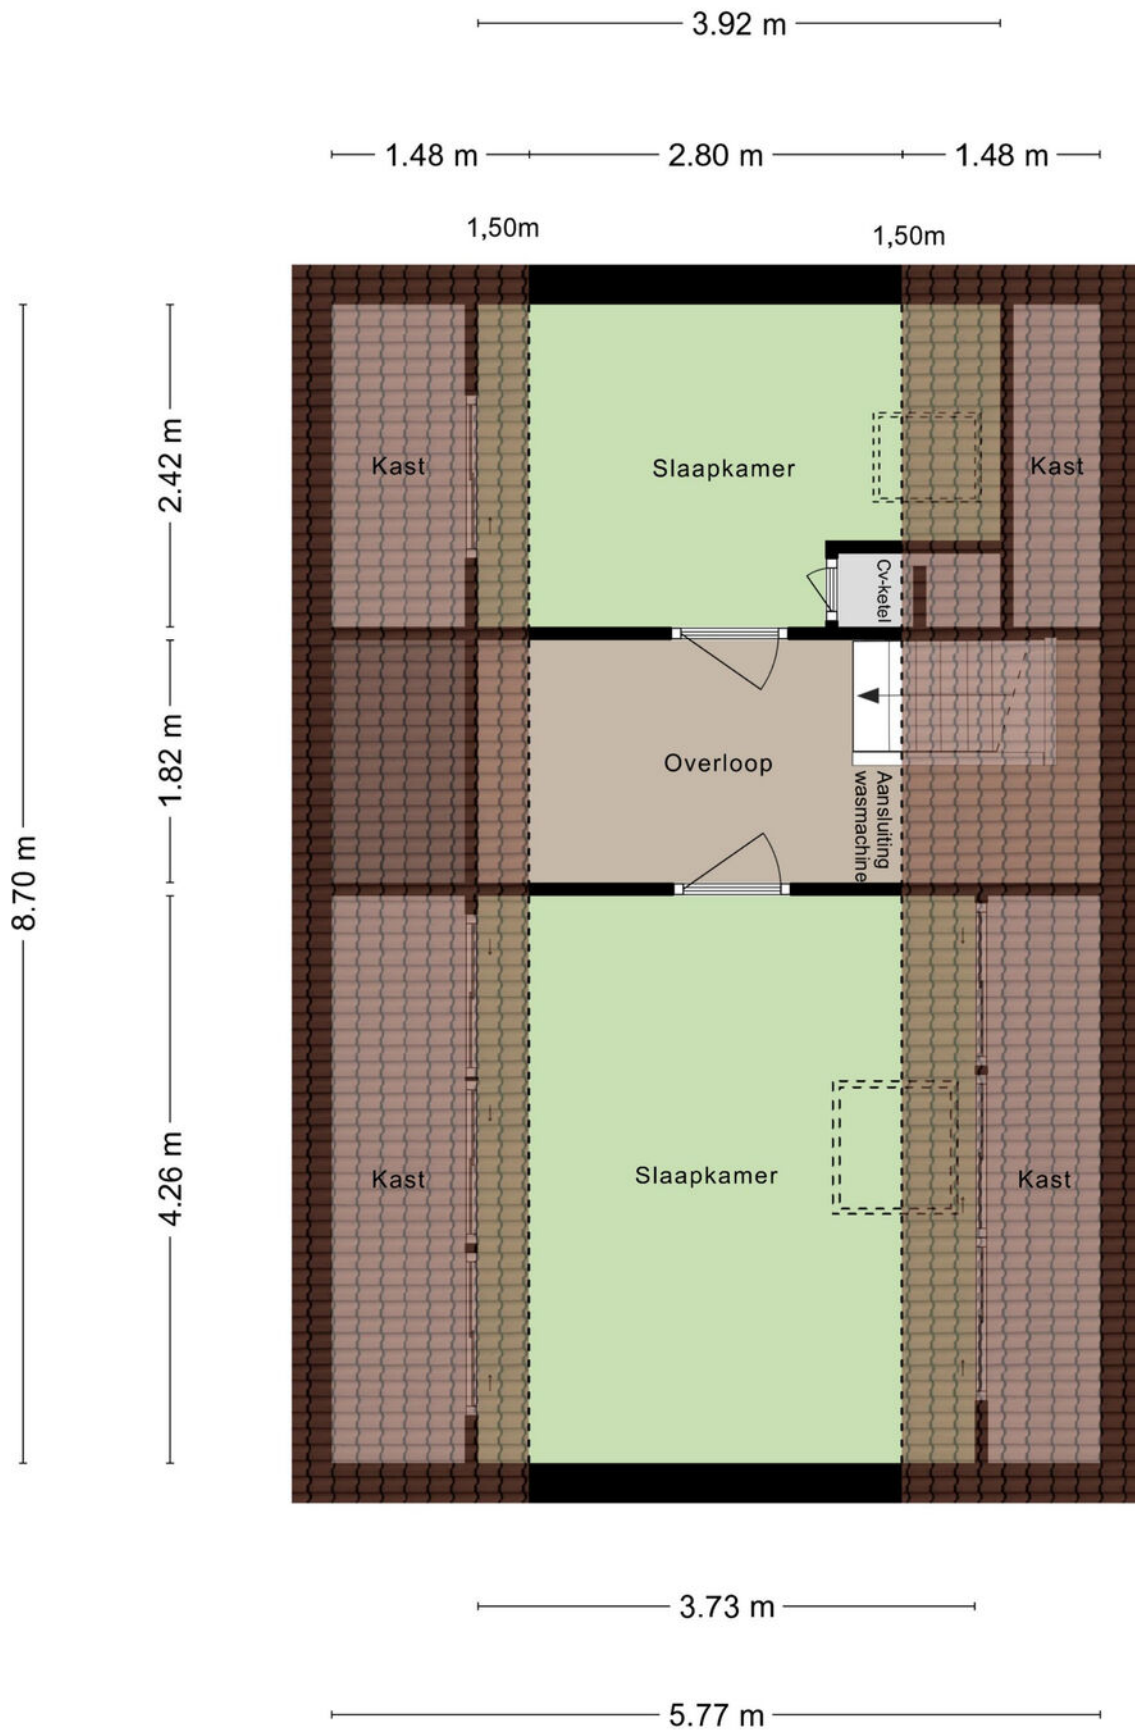 3.92 m
1.48 m
2.80 m
1.48 m
1,50m
1,50m
2.42 m
Kast
Slaapkamer
Kast
Cv-ketel
1.82 m
Overloop
Aansluiting
wasmachine
8.70 m
4.26 m
Kast
Slaapkamer
Kast
3.73 m
5.77 m